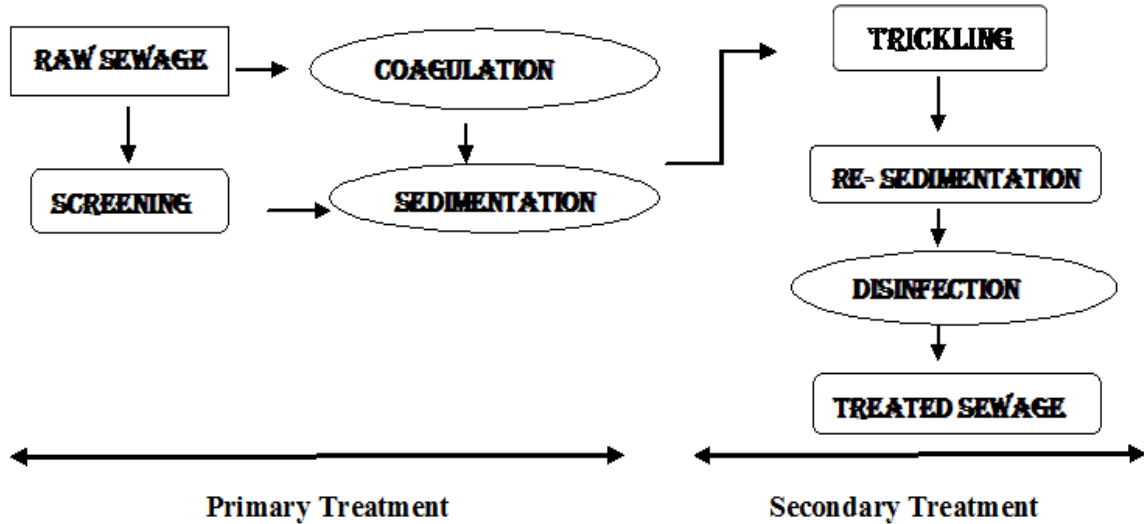 RAW SEWAGE
COAGULATION
SCREENING
SEDIMENTATION
TRICKLING
RE- SEDIMENTATION
DISINFECTION
TREATED SEWAGE
Primary Treatment
Secondary Treatment